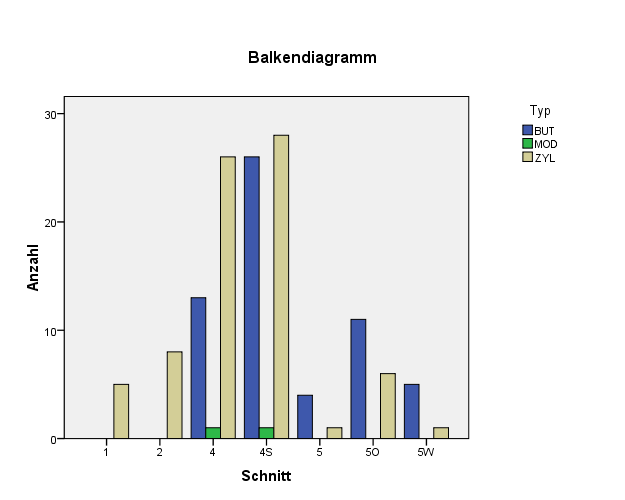 Balkendiagramm
Typ
BUT
MOD
ZYL
30
20
10
0
Anzahl
1 2 4 4S 5 5O 5W
Schnitt